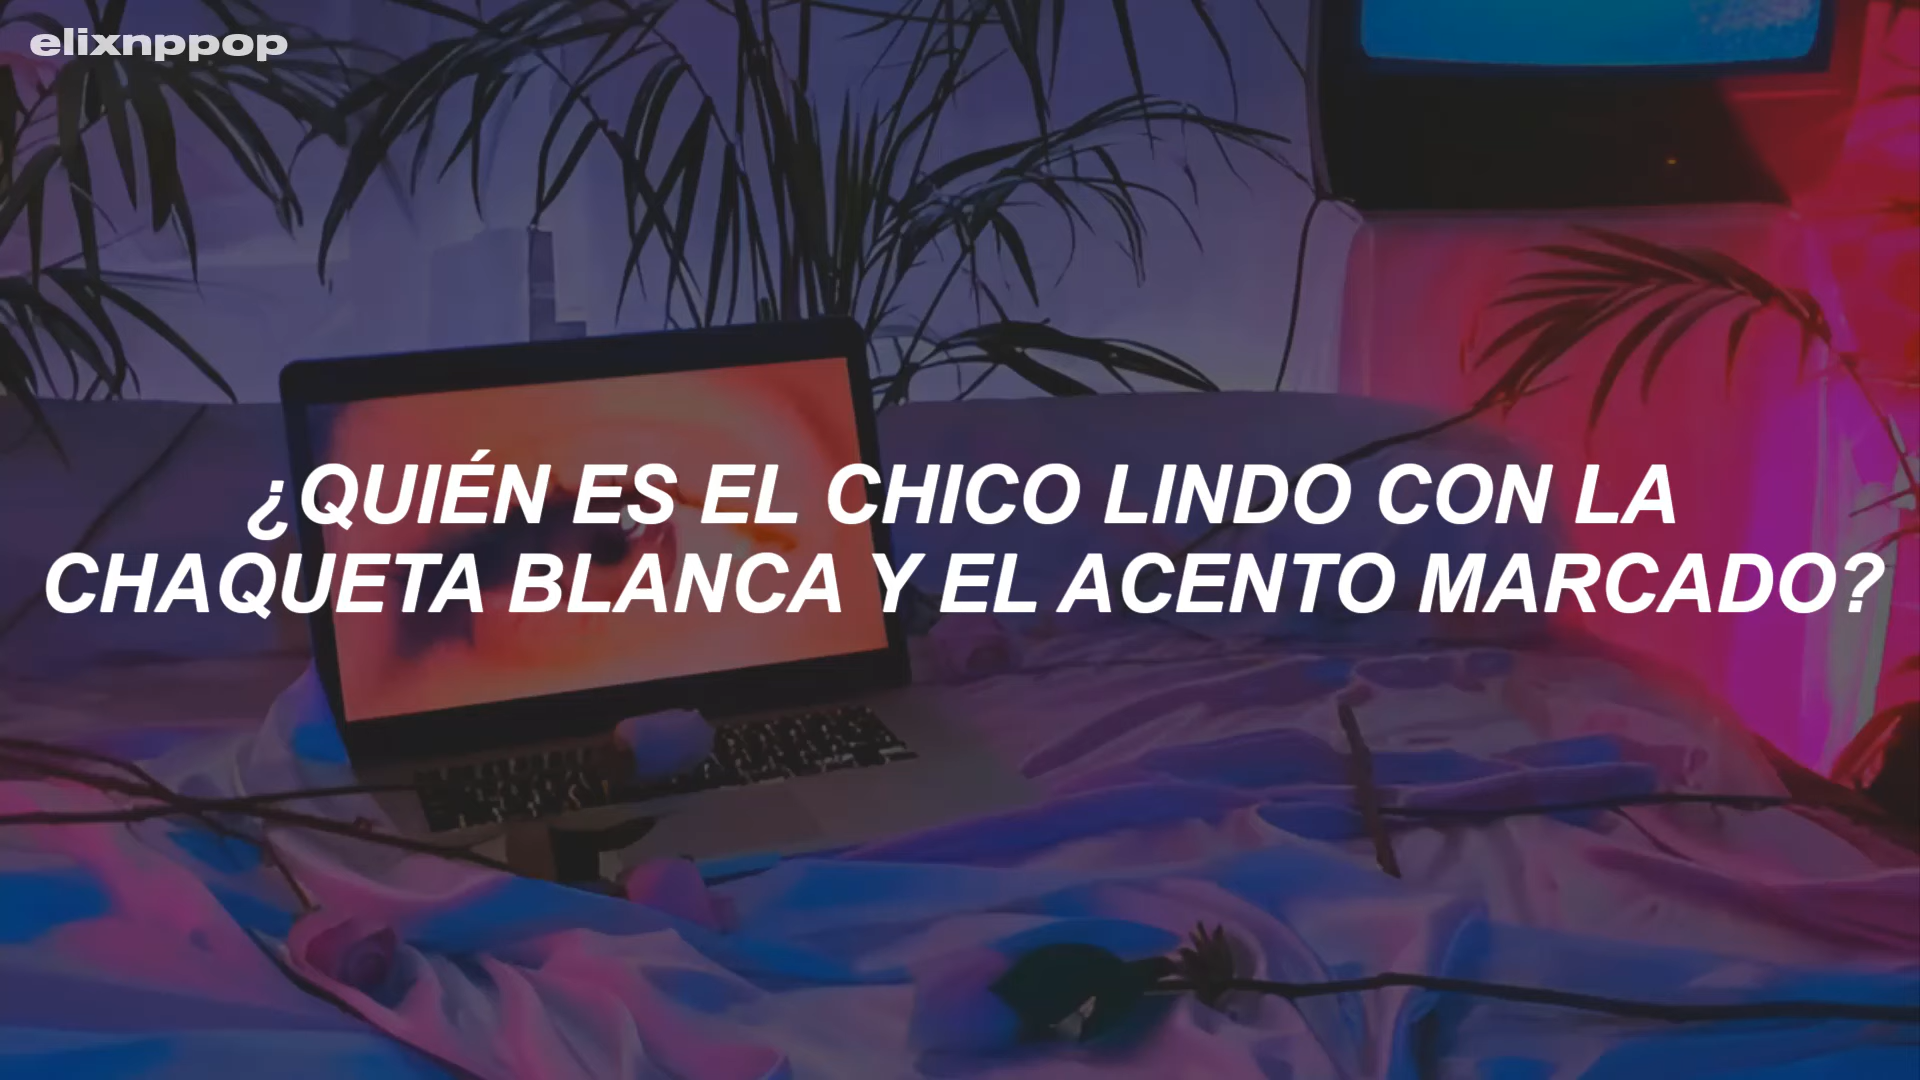 elixnppop
¿QUIÉN ES EL CHICO LINDO CON LA
CHAQUETA BLANCA Y EL ACENTO MARCADO?